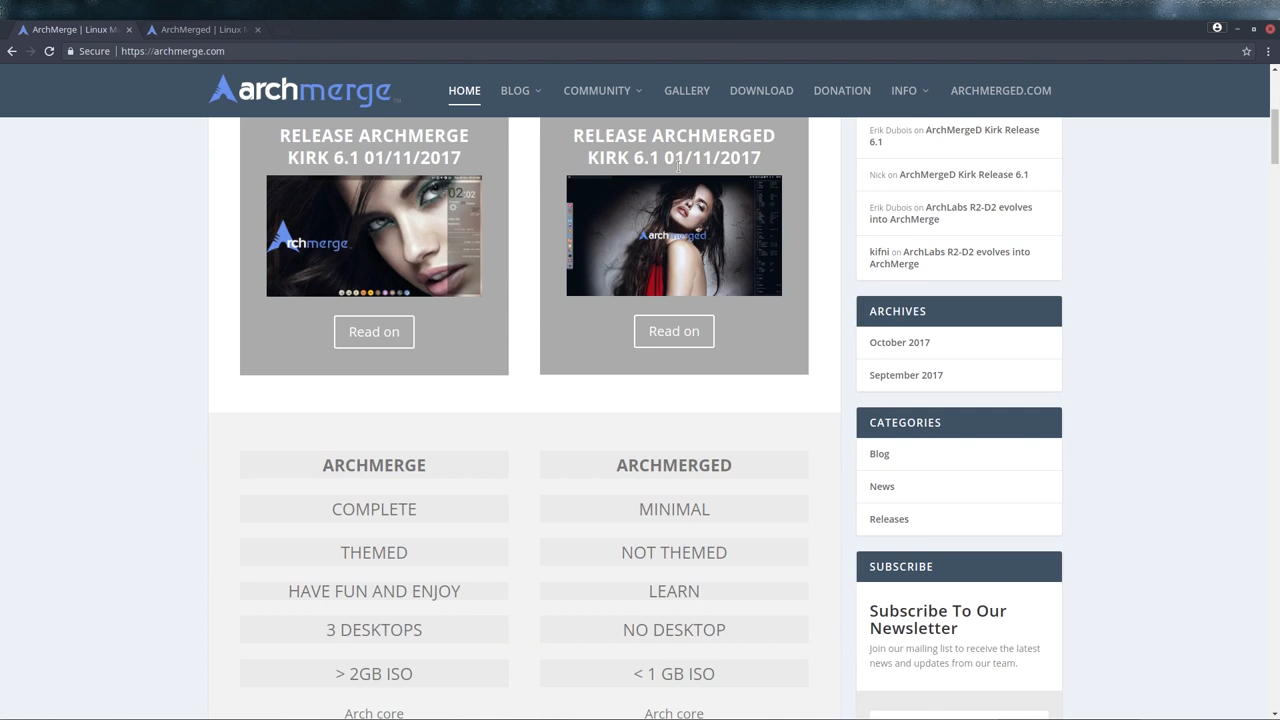 ArchMerge | Linux M
ArchMerged | Linux
Secure | https://archmerge.com
archmerge
HOME
BLOG
COMMUNITY
GALLERY
DOWNLOAD
DONATION
INFO
ARCHMERGED.COM
RELEASE ARCHMERGE
KIRK 6.1 01/11/2017
archmerge
Read on
RELEASE ARCHMERGED
KIRK 6.1 01/11/2017
archmerged
Read on
ARCHMERGE
COMPLETE
THEMED
HAVE FUN AND ENJOY
3 DESKTOPS
> 2GB ISO
Arch core
ARCHMERGED
MINIMAL
NOT THEMED
LEARN
NO DESKTOP
< 1 GB ISO
Arch core
Erik Dubois on ArchMergeD Kirk Release
6.1
Nick on ArchMergeD Kirk Release 6.1
Erik Dubois on ArchLabs R2-D2 evolves
into ArchMerge
kifni on ArchLabs R2-D2 evolves into
ArchMerge
ARCHIVES
October 2017
September 2017
CATEGORIES
Blog
News
Releases
SUBSCRIBE
Subscribe To Our
Newsletter
Join our mailing list to receive the latest
news and updates from our team.